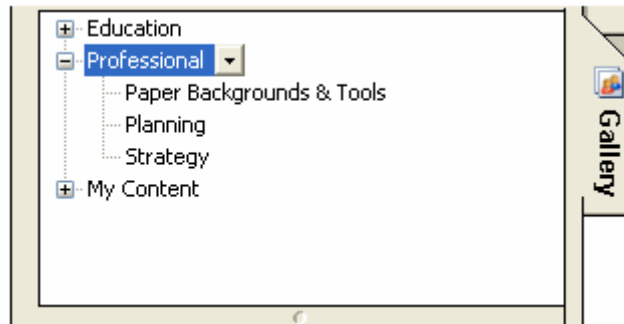 Education
Professional
Paper Backgrounds & Tools
Planning
Strategy
My Content
Gallery